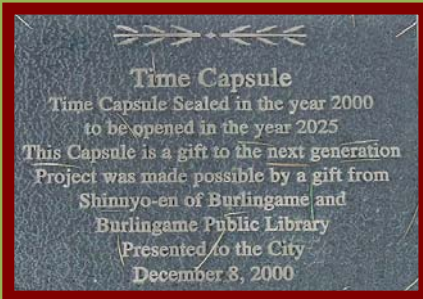 Time Capsule
Time Capsule Sealed in the year 2000
to be opened in the year 2025
This Capsule is a gift to the next generation
Project was made possible by a gift from
Shinnyo-en of Burlingame and
Burlingame Public Library
Presented to the City
December 8, 2000